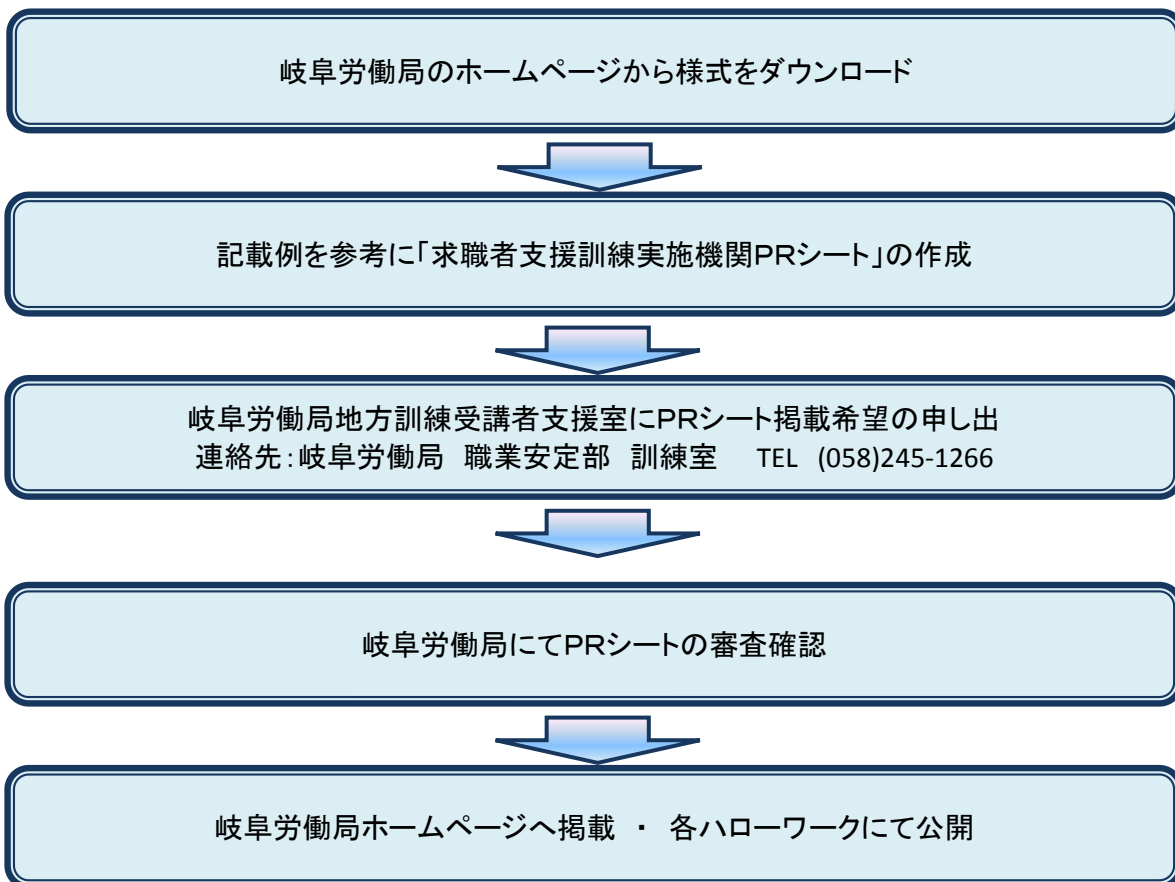 岐阜労働局のホームページから様式をダウンロード
記載例を参考に「求職者支援訓練実施機関PRシート」の作成
岐阜労働局地方訓練受講者支援室にPRシート掲載希望の申し出
連絡先：岐阜労働局　職業安定部　訓練室　　TEL　(058)245-1266
岐阜労働局にてPRシートの審査確認
岐阜労働局ホームページへ掲載　・　各ハローワークにて公開